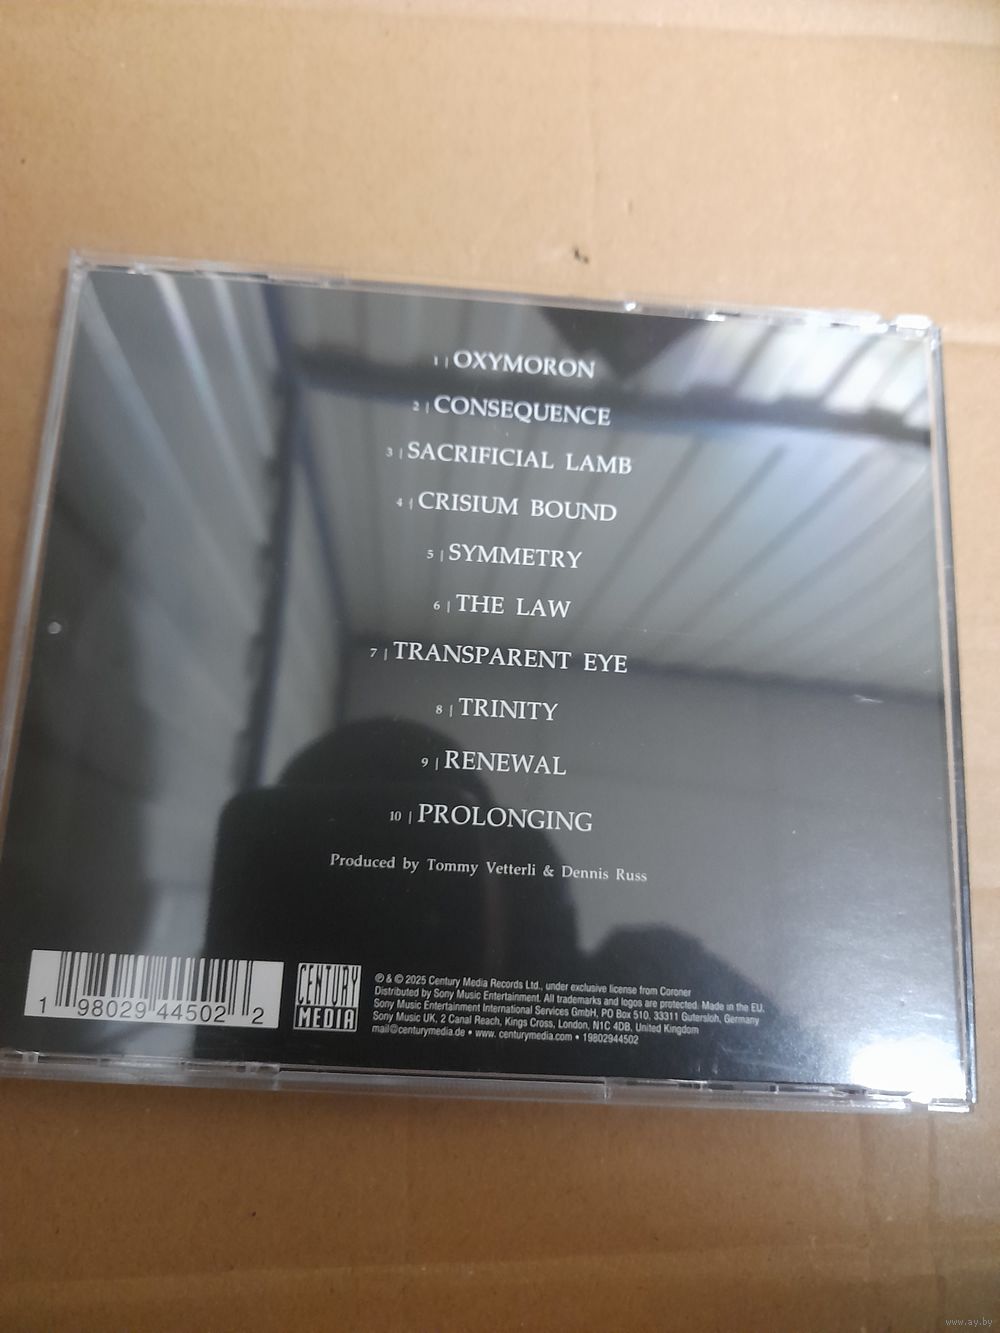 1 | OXYMORON
2 | CONSEQUENCE
3 | SACRIFICIAL LAMB
4 | CRISIUM BOUND
5 | SYMMETRY
6 | THE LAW
7 | TRANSPARENT EYE
8 | TRINITY
9 | RENEWAL
10 | PROLONGING
Produced by Tommy Vetterli & Dennis Russ
1 98029 44502 2
CENTURY
MEDIA
℗ & © 2025 Century Media Records Ltd., under exclusive license from Coroner
Distributed by Sony Music Entertainment. All trademarks and logos are protected. Made in the EU.
Sony Music Entertainment International Services GmbH, PO Box 510, 33311 Gutersloh, Germany
Sony Music UK, 2 Canal Reach, Kings Cross, London, N1C 4DB, United Kingdom
mail@centurymedia.de • www. centurymedia.com • 19802944502
www.ay.by